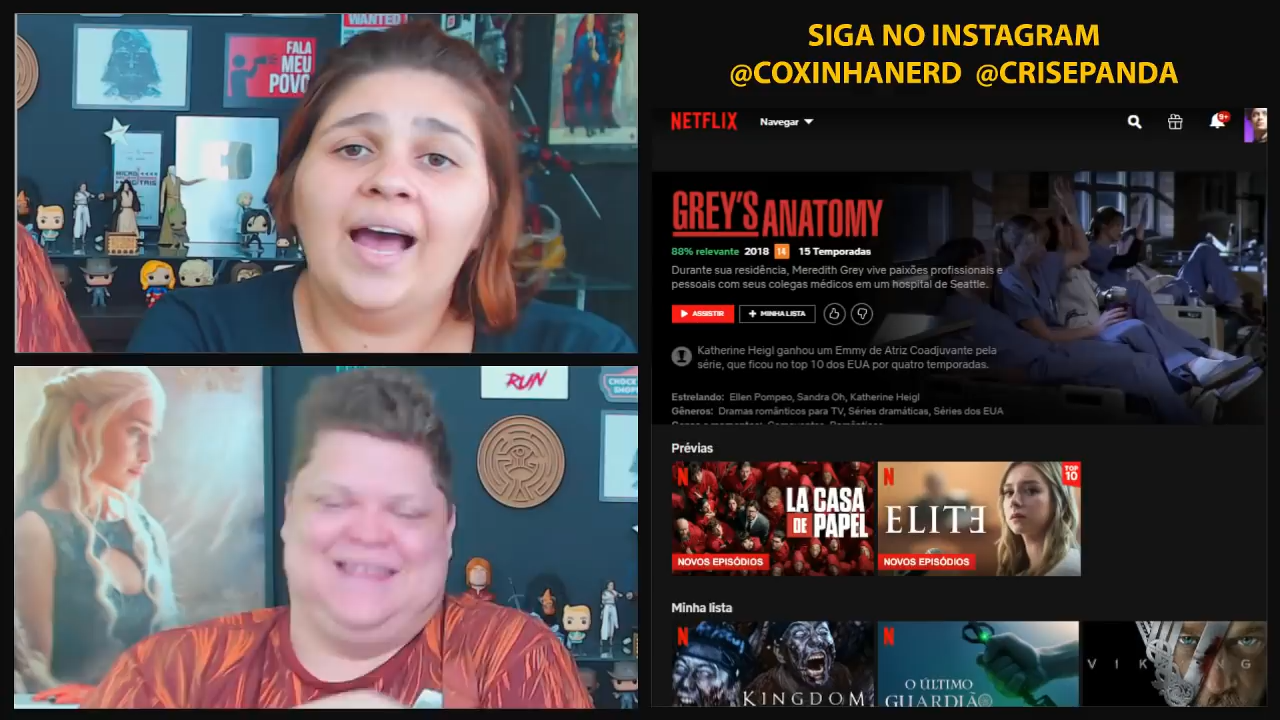 WANTED
FALA
MEU
POVO
RUN
SIGA NO INSTAGRAM
@COXINHANERD @CRISEPANDA
NETFLIX Navegar 9+
GREY'S ANATOMY
88% relevante 2018 14 15 Temporadas
Durante sua residência, Meredith Grey vive paixões profissionais e
pessoais com seus colegas médicos em um hospital de Seattle.
ASSISTIR + MINHA LISTA
Katherine Heigl ganhou um Emmy de Atriz Coadjuvante pela
série, que ficou no top 10 dos EUA por quatro temporadas.
Estrelando: Ellen Pompeo, Sandra Oh, Katherine Heigl
Gêneros: Dramas românticos para TV, Séries dramáticas, Séries dos EUA
Prévias
N LA CASA DE PAPEL
NOVOS EPISÓDIOS
N ELITE
TOP 10
NOVOS EPISÓDIOS
Minha lista
N KINGDOM
N O ÚLTIMO
GUARDIÃO
VIKING